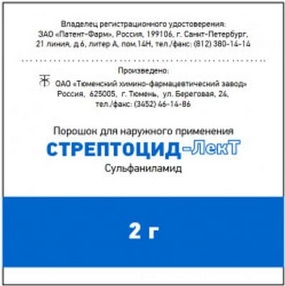 Владелец регистрационного удостоверения:
ЗАО «Патент-Фарм», Россия, 199106, г. Санкт-Петербург,
21 линия, д.6, литер А, пом.14Н, тел./факс: (812) 380-14-14
Произведено:
ОАО «Тюменский химико-фармацевтический завод»
Россия, 625005, г. Тюмень, ул. Береговая, 24,
тел./факс: (3452) 46-14-86
Порошок для наружного применения
СТРЕПТОЦИД-ЛекТ
Сульфаниламид
2 г